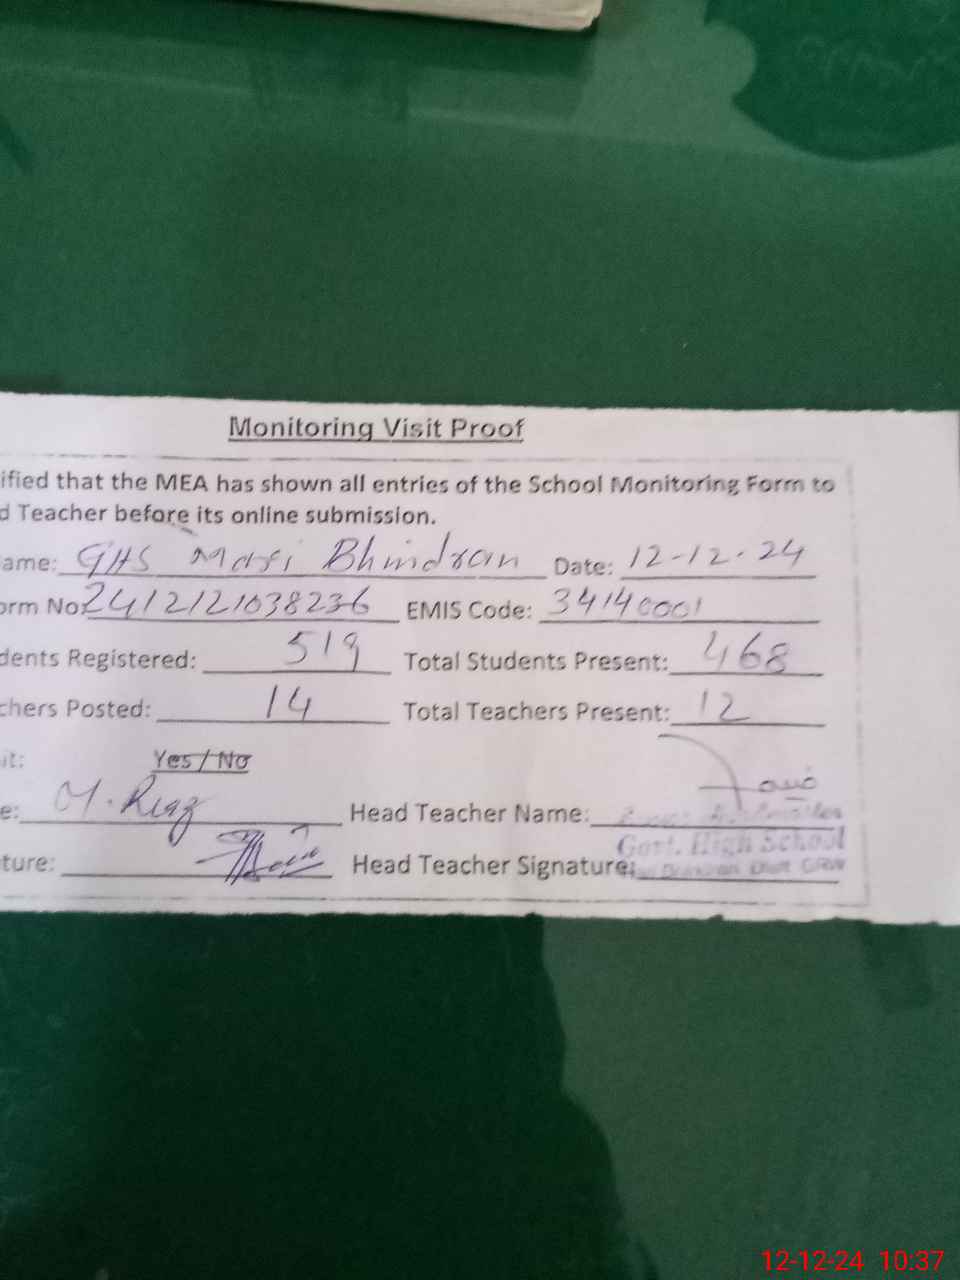 Monitoring Visit Proof
ified that the MEA has shown all entries of the School Monitoring Form to
d Teacher before its online submission.
ame: GHS Mari Bhindran Date: 12-12-24
orm No: 2412121038236 EMIS Code: 34140001
dents Registered: 519 Total Students Present: 468
chers Posted: 14 Total Teachers Present: 12
it: Yes / No
e: M. Riaz Head Teacher Name:
Govt. High School
ture: Head Teacher Signature: Distt GRW
12-12-24 10:37